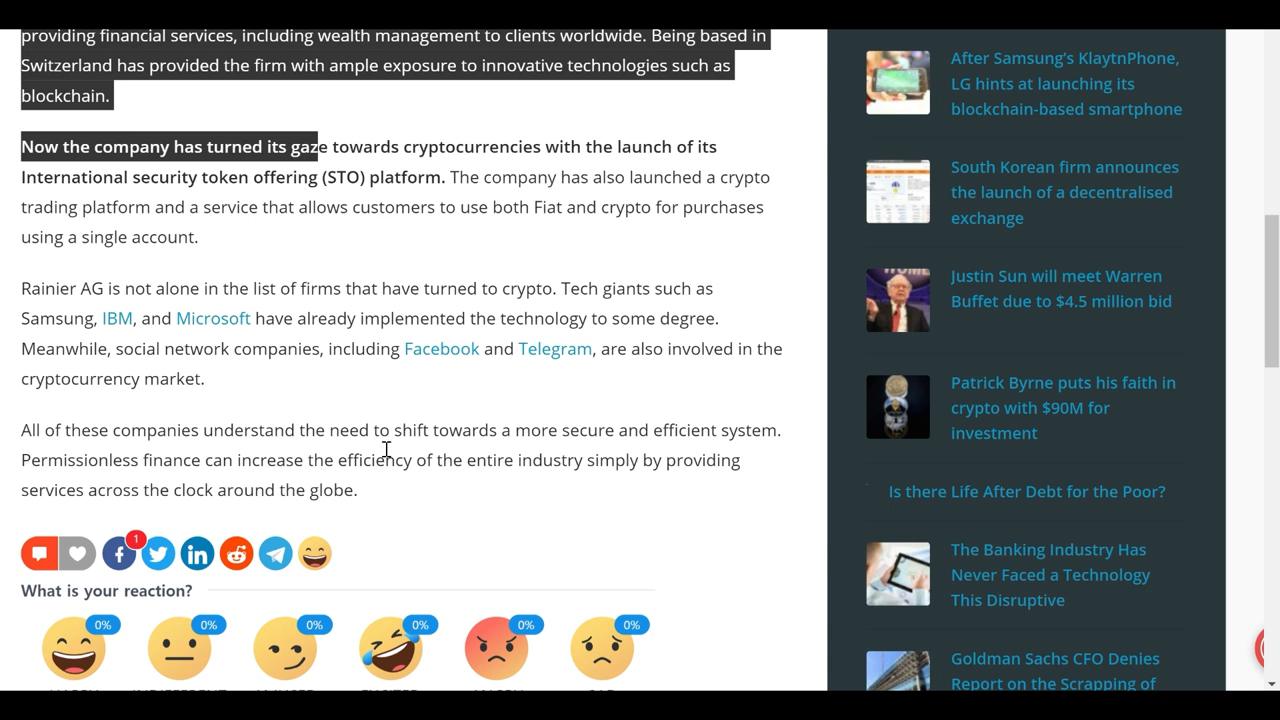 providing financial services, including wealth management to clients worldwide. Being based in
Switzerland has provided the firm with ample exposure to innovative technologies such as
blockchain.
Now the company has turned its gaze towards cryptocurrencies with the launch of its
International security token offering (STO) platform. The company has also launched a crypto
trading platform and a service that allows customers to use both Fiat and crypto for purchases
using a single account.
Rainier AG is not alone in the list of firms that have turned to crypto. Tech giants such as
Samsung, IBM, and Microsoft have already implemented the technology to some degree.
Meanwhile, social network companies, including Facebook and Telegram, are also involved in the
cryptocurrency market.
All of these companies understand the need to shift towards a more secure and efficient system.
Permissionless finance can increase the efficiency of the entire industry simply by providing
services across the clock around the globe.
1
What is your reaction?
0%
0%
0%
0%
0%
0%
After Samsung's KlaytnPhone,
LG hints at launching its
blockchain-based smartphone
South Korean firm announces
the launch of a decentralised
exchange
Justin Sun will meet Warren
Buffet due to $4.5 million bid
Patrick Byrne puts his faith in
crypto with $90M for
investment
Is there Life After Debt for the Poor?
The Banking Industry Has
Never Faced a Technology
This Disruptive
Goldman Sachs CFO Denies
Report on the Scrapping of